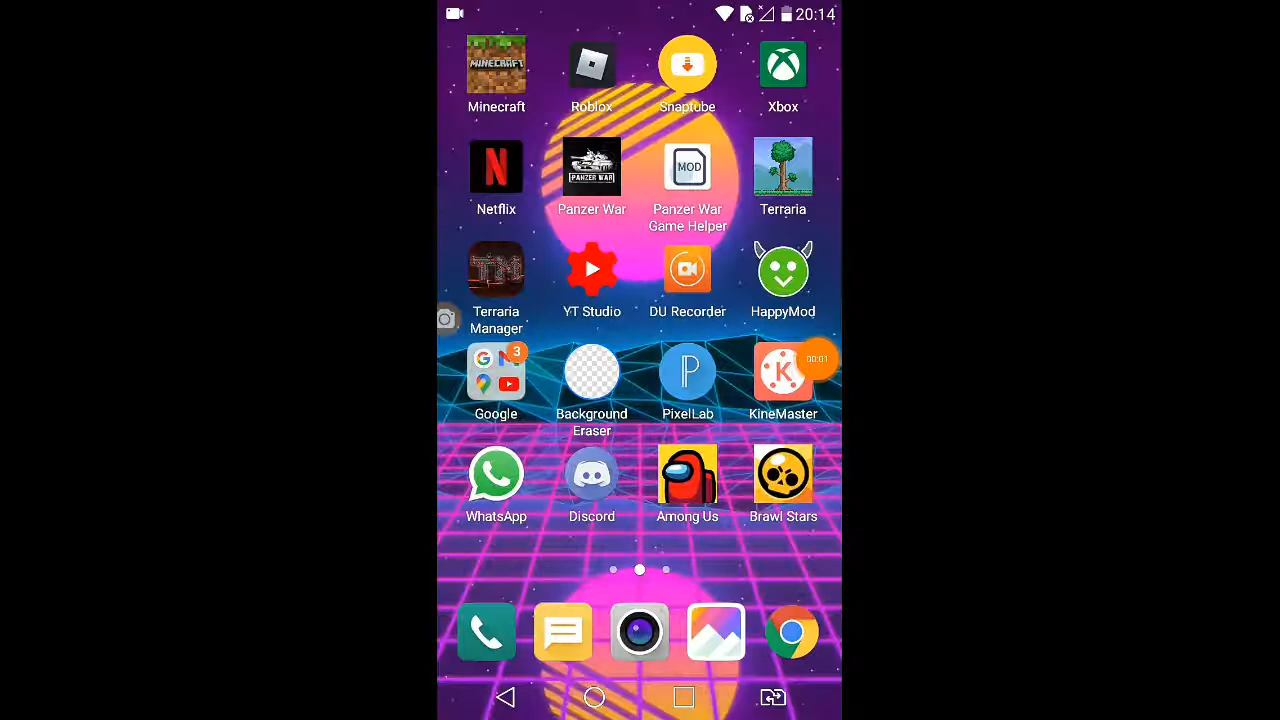 20:14
MINECRAFT
Minecraft
Roblox
Snaptube
Xbox
N
PANZER WAR
MOD
Netflix
Panzer War
Panzer War
Game Helper
Terraria
TM
Terraria
Manager
YT Studio
DU Recorder
HappyMod
G
3
P
K
00:01
Google
Background
Eraser
PixelLab
KineMaster
WhatsApp
Discord
Among Us
Brawl Stars